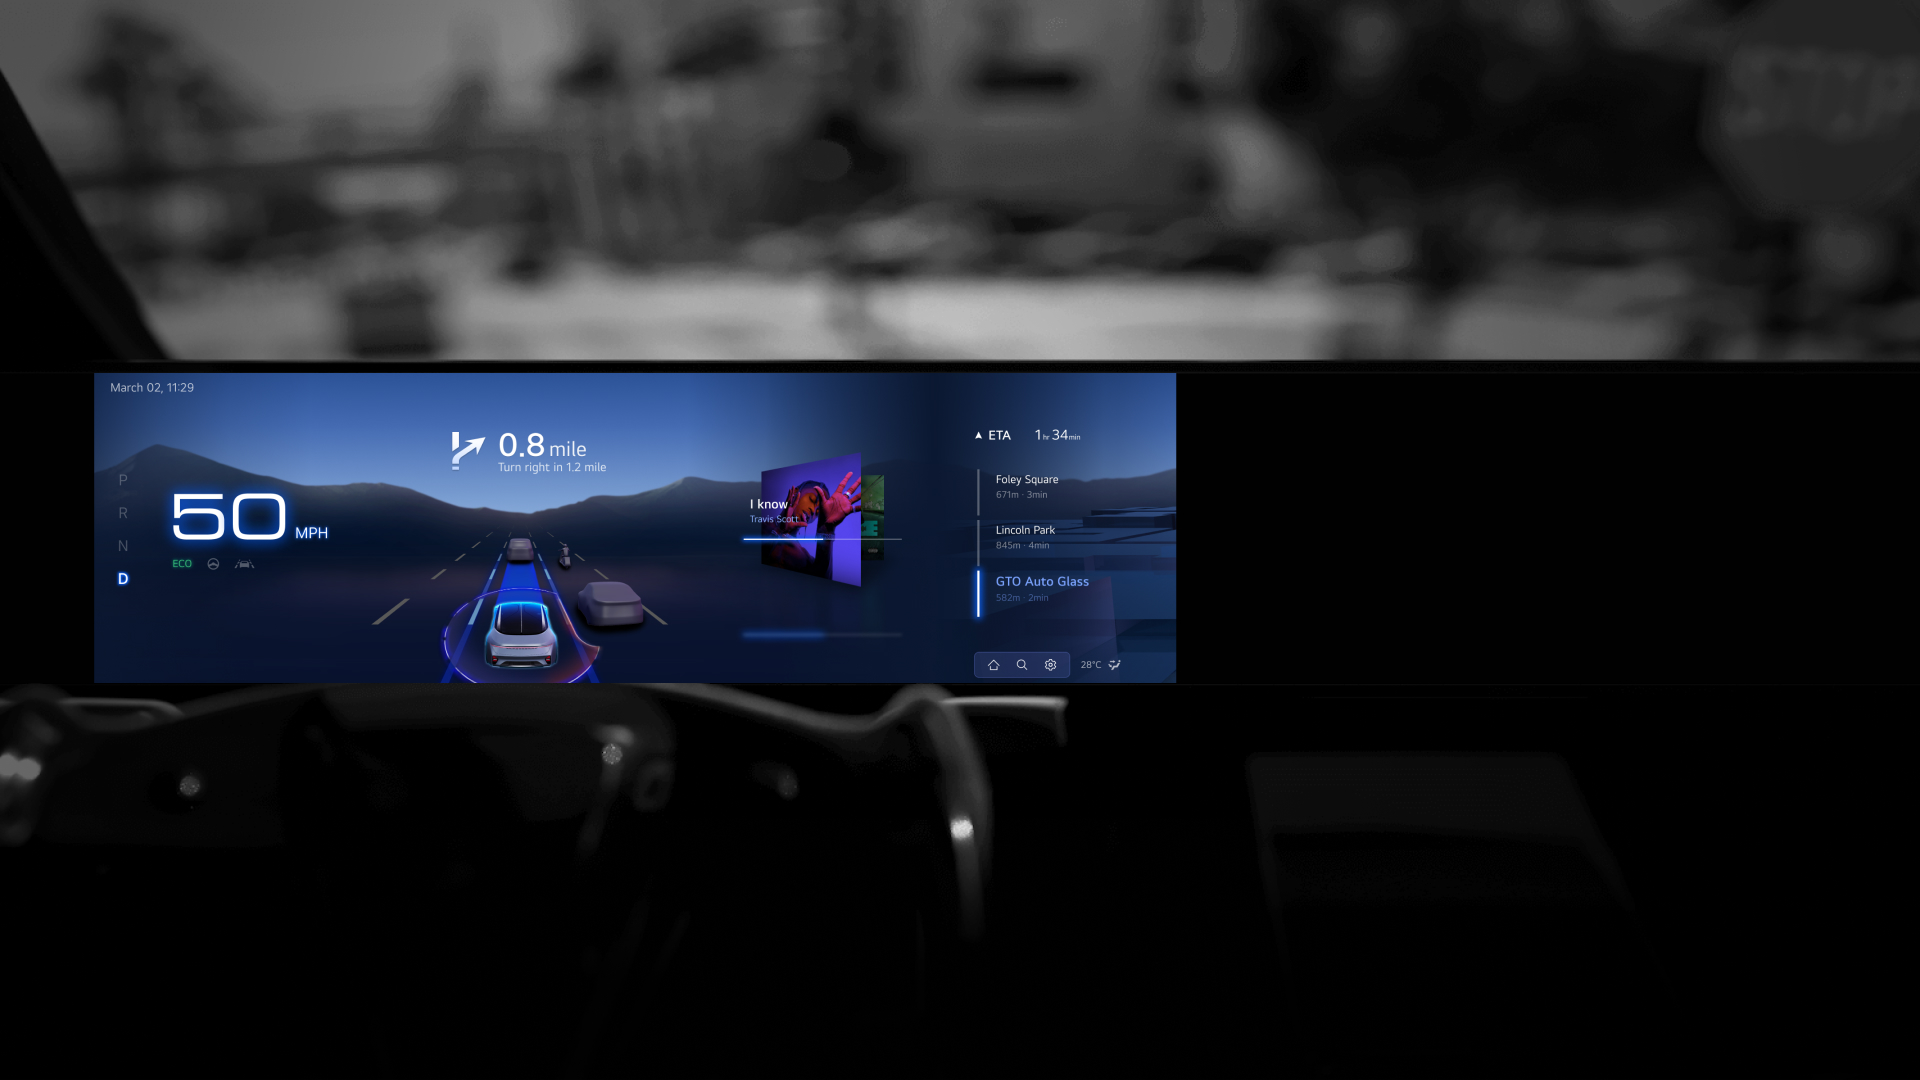 March 02, 11:29
0.8 mile
Turn right in 1.2 mile
P
R
N
D
50 MPH
ECO
I know
Travis Scott
ETA 1hr 34min
Foley Square
671m · 3min
Lincoln Park
845m · 4min
GTO Auto Glass
582m · 2min
28°C